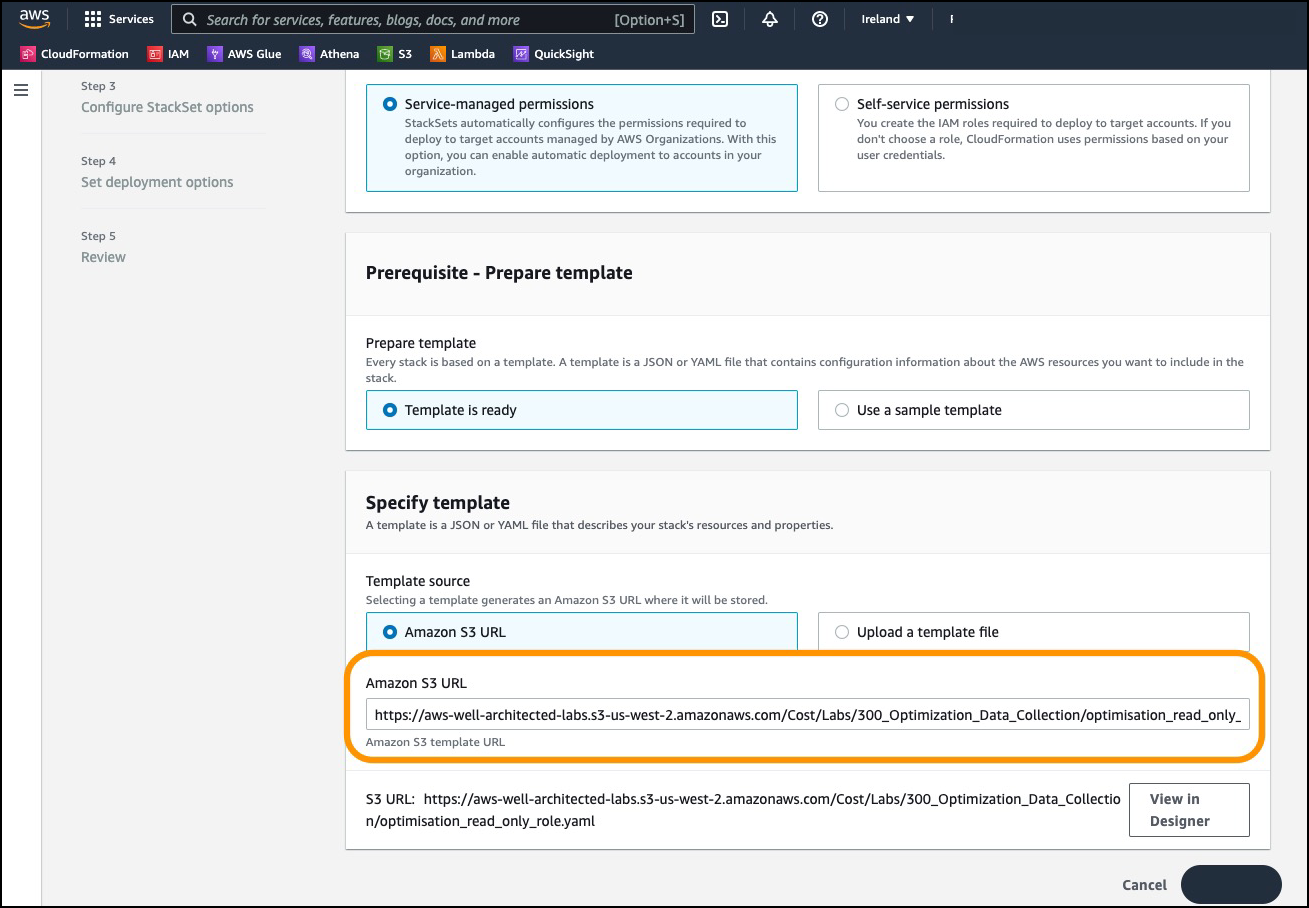 aws Services Search for services, features, blogs, docs, and more [Option+S] Ireland
CloudFormation IAM AWS Glue Athena S3 Lambda QuickSight
Step 3
Configure StackSet options
Step 4
Set deployment options
Step 5
Review
Service-managed permissions
StackSets automatically configures the permissions required to
deploy to target accounts managed by AWS Organizations. With this
option, you can enable automatic deployment to accounts in your
organization.
Self-service permissions
You create the IAM roles required to deploy to target accounts. If you
don't choose a role, CloudFormation uses permissions based on your
user credentials.
Prerequisite - Prepare template
Prepare template
Every stack is based on a template. A template is a JSON or YAML file that contains configuration information about the AWS resources you want to include in the
stack.
Template is ready
Use a sample template
Specify template
A template is a JSON or YAML file that describes your stack's resources and properties.
Template source
Selecting a template generates an Amazon S3 URL where it will be stored.
Amazon S3 URL
Upload a template file
Amazon S3 URL
https://aws-well-architected-labs.s3-us-west-2.amazonaws.com/Cost/Labs/300_Optimization_Data_Collection/optimisation_read_only_
Amazon S3 template URL
S3 URL: https://aws-well-architected-labs.s3-us-west-2.amazonaws.com/Cost/Labs/300_Optimization_Data_Collectio
n/optimisation_read_only_role.yaml
View in
Designer
Cancel